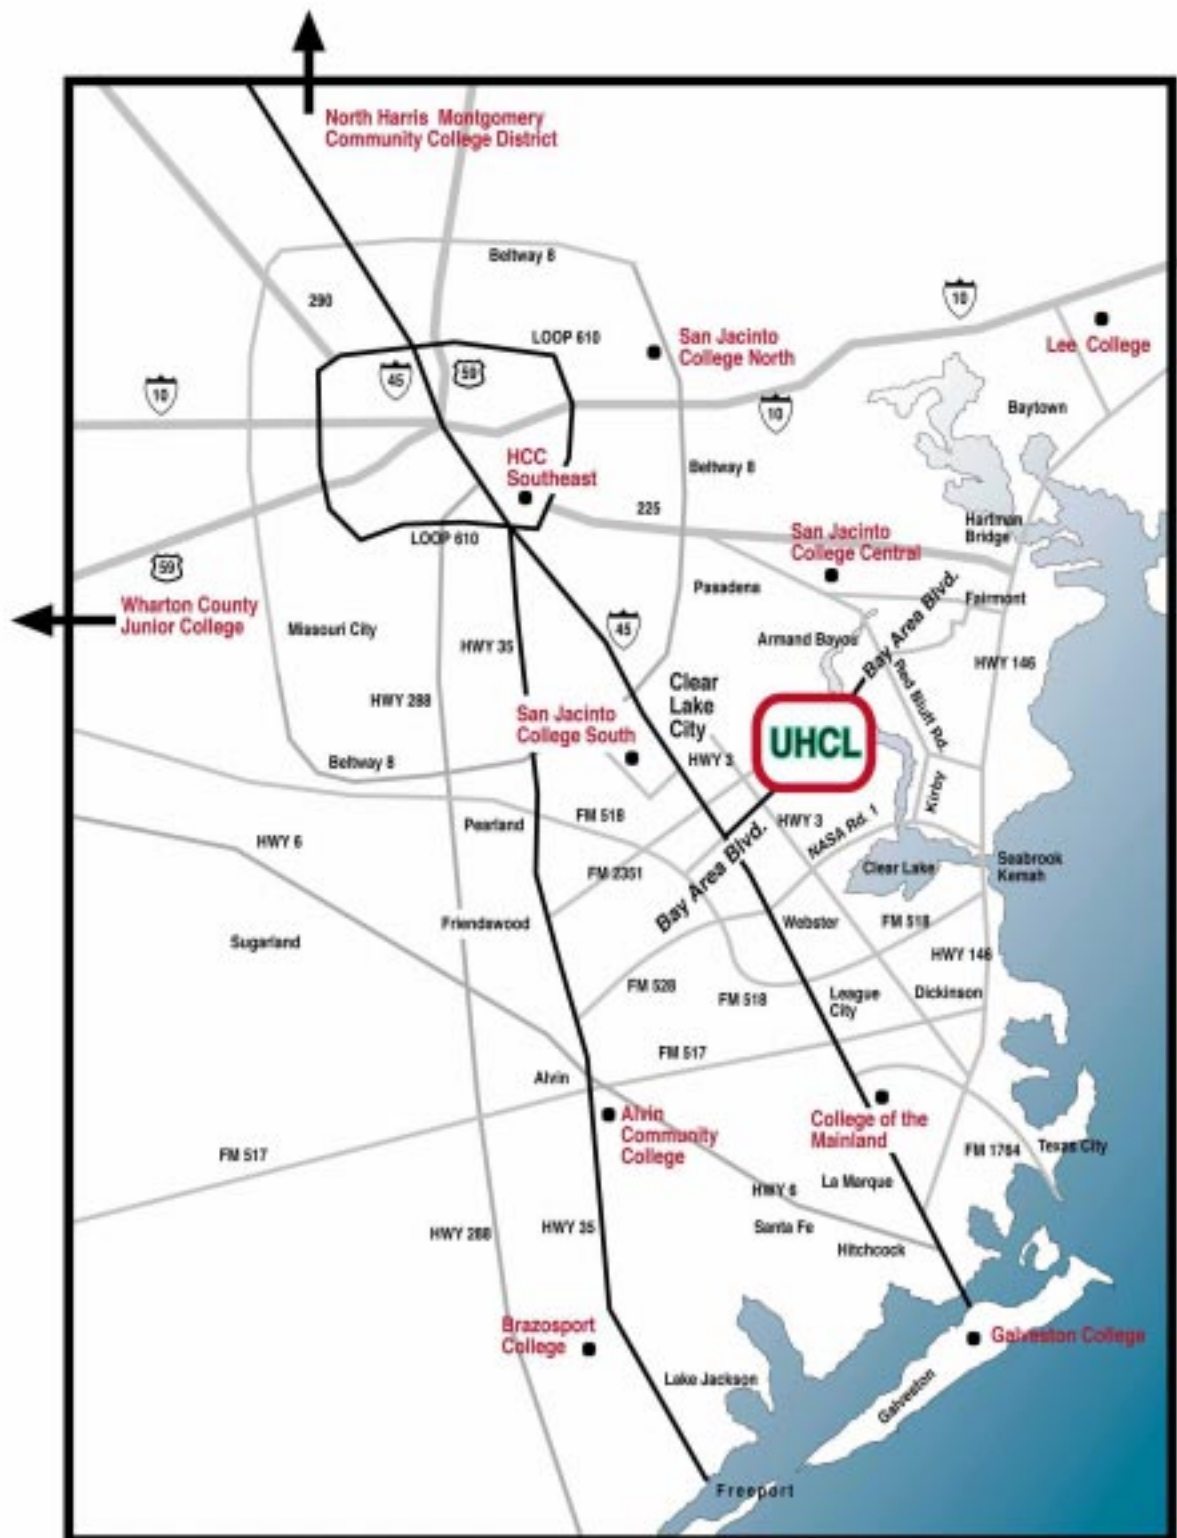 North Harris Montgomery
Community College District
Beltway 8
290
10
LOOP 610
San Jacinto
College North
Lee College
45
59
10
10
Baytown
HCC
Southeast
Beltway 8
225
Hartman
Bridge
LOOP 610
San Jacinto
College Central
59
Pasadena
Bay Area Blvd.
Fairmont
Wharton County
Junior College
Missouri City
45
Armand Bayou
HWY 35
HWY 146
Red Bluff Rd.
Clear
Lake
City
HWY 288
San Jacinto
College South
UHCL
HWY 3
Beltway 8
Kirby
FM 518
HWY 3
NASA Rd. 1
Pearland
HWY 6
Bay Area Blvd.
Clear Lake
Seabrook
Kemah
FM 2351
Friendswood
Webster
FM 518
Sugarland
HWY 146
FM 528
FM 518
League
City
Dickinson
FM 517
Alvin
Alvin
Community
College
College of the
Mainland
FM 517
FM 1764
Texas City
HWY 6
La Marque
HWY 288
HWY 35
Santa Fe
Hitchcock
Brazosport
College
Galveston College
Lake Jackson
Galveston
Freeport